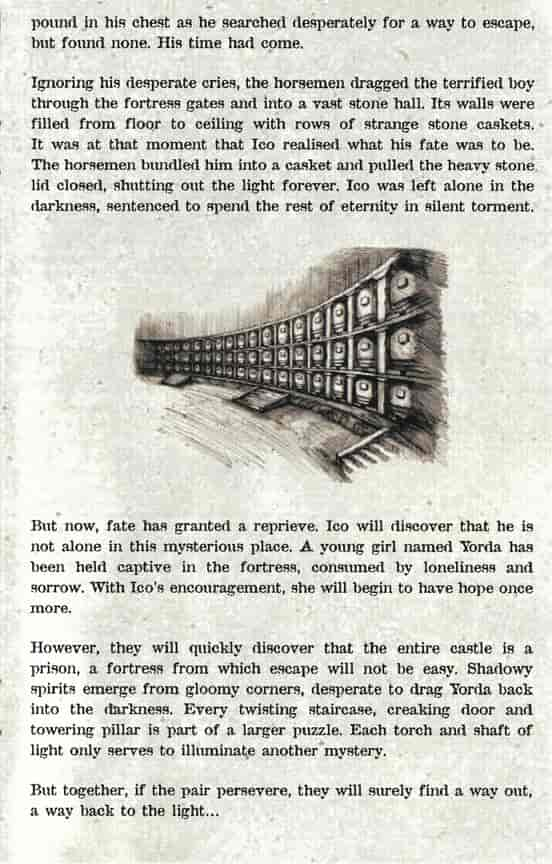 pound in his chest as he searched desperately for a way to escape,
but found none. His time had come.
Ignoring his desperate cries, the horsemen dragged the terrified boy
through the fortress gates and into a vast stone hall. Its walls were
filled from floor to ceiling with rows of strange stone caskets.
It was at that moment that Ico realised what his fate was to be.
The horsemen bundled him into a casket and pulled the heavy stone
lid closed, shutting out the light forever. Ico was left alone in the
darkness, sentenced to spend the rest of eternity in silent torment.
But now, fate has granted a reprieve. Ico will discover that he is
not alone in this mysterious place. A young girl named Yorda has
been held captive in the fortress, consumed by loneliness and
sorrow. With Ico's encouragement, she will begin to have hope once
more.
However, they will quickly discover that the entire castle is a
prison, a fortress from which escape will not be easy. Shadowy
spirits emerge from gloomy corners, desperate to drag Yorda back
into the darkness. Every twisting staircase, creaking door and
towering pillar is part of a larger puzzle. Each torch and shaft of
light only serves to illuminate another mystery.
But together, if the pair persevere, they will surely find a way out,
a way back to the light...